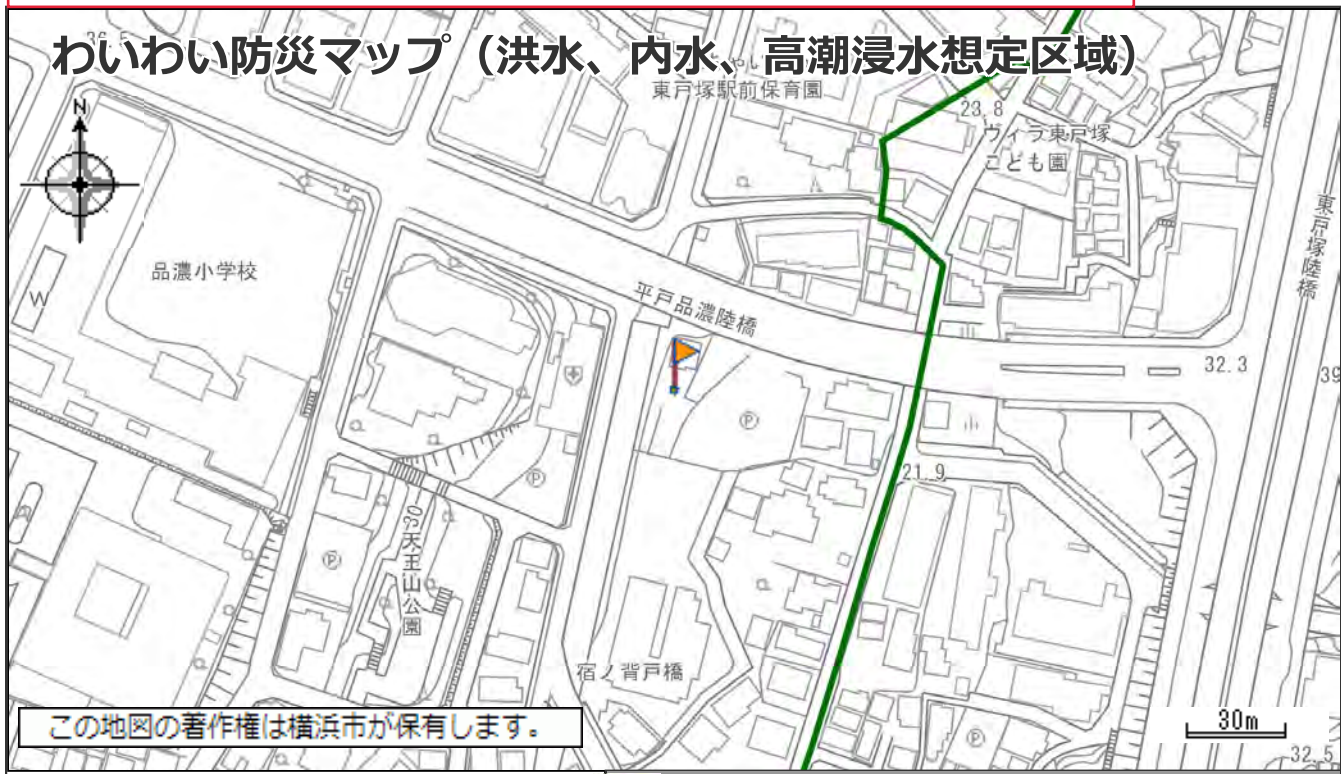 わいわい防災マップ（洪水、内水、高潮浸水想定区域）
東戸塚駅前保育園
23.8
ヴィラ東戸塚
こども園
N
東戸塚陸橋
品濃小学校
W
平戸品濃陸橋
32.3
39
P
P
21.9
P
天王山公園
宿ノ背戸橋
この地図の著作権は横浜市が保有します。
30m
P
32.5